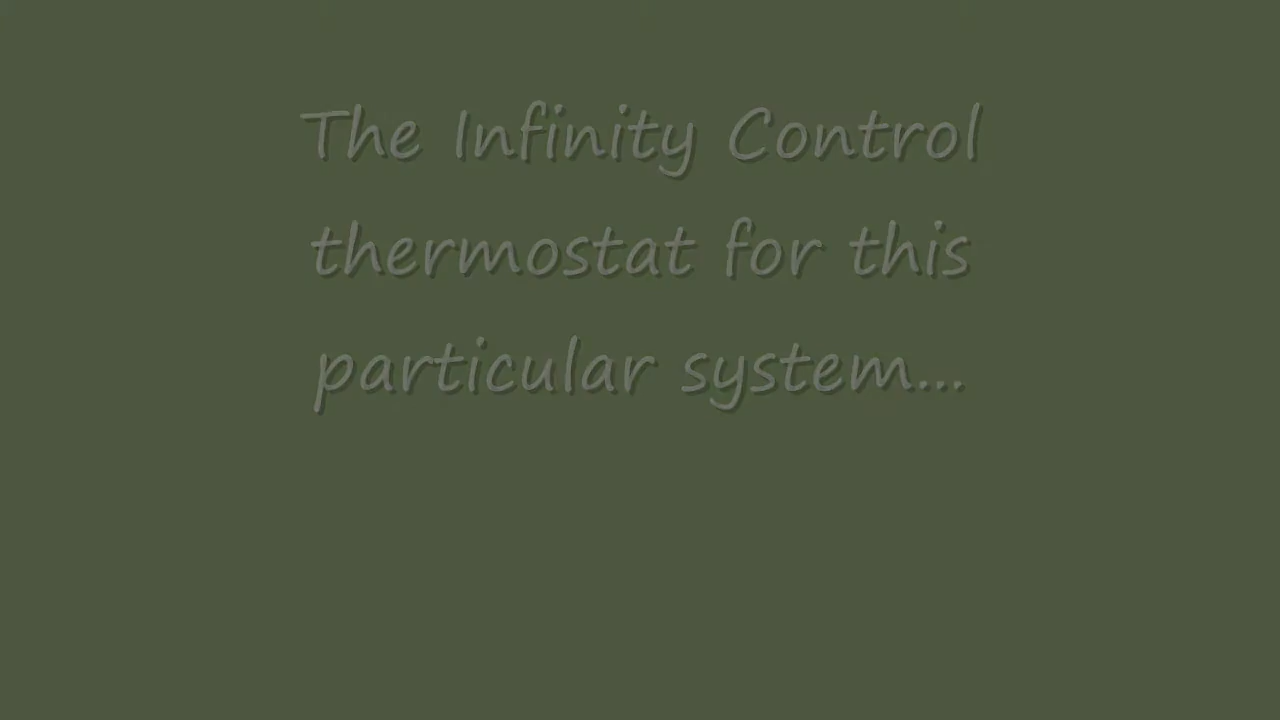 The Infinity Control
thermostat for this
particular system...